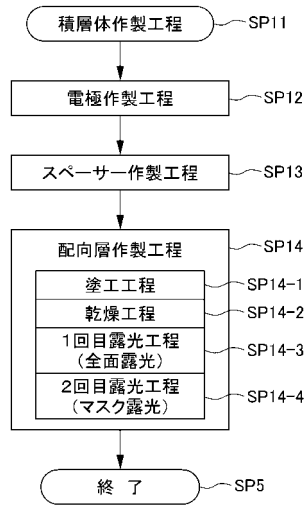 積層体作製工程 SP11
電極作製工程 SP12
スペーサー作製工程 SP13
配向層作製工程 SP14
塗工工程 SP14-1
乾燥工程 SP14-2
1回目露光工程 SP14-3
(全面露光)
2回目露光工程 SP14-4
(マスク露光)
終 了 SP5